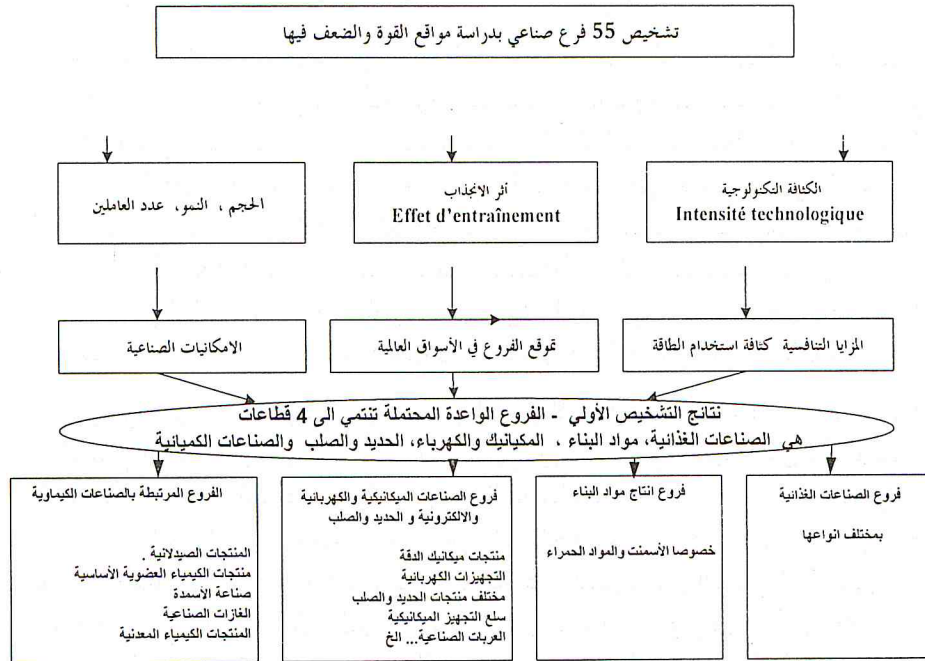 تشخيص 55 فرع صناعي بدراسة مواقع القوة والضعف فيها
الكثافة التكنولوجية
Intensité technologique
أثر الانجذاب
Effet d'entraînement
الحجم ، النمو، عدد العاملين
المزايا التنافسية كثافة استخدام الطاقة
تموقع الفروع في الأسواق العالمية
الامكانيات الصناعية
نتائج التشخيص الأولي - الفروع الواعدة المحتملة تنتمي الى 4 قطاعات
هي الصناعات الغذائية، مواد البناء ، المكيانيك والكهرباء، الحديد والصلب والصناعات الكميائية
فروع الصناعات الغذائية
بمختلف انواعها
فروع انتاج مواد البناء
خصوصا الأسمنت والمواد الحمراء
فروع الصناعات الميكانيكية والكهربائية
والالكترونية و الحديد والصلب
منتجات ميكانيك الدقة
التجهيزات الكهربائية
مختلف منتجات الحديد والصلب
سلع التجهيز الميكانيكية
العربات الصناعية... الخ
الفروع المرتبطة بالصناعات الكيماوية
المنتجات الصيدلانية .
منتجات الكيمياء العضوية الأساسية
صناعة الأسمدة
الغازات الصناعية
المنتجات الكيمياء المعدنية